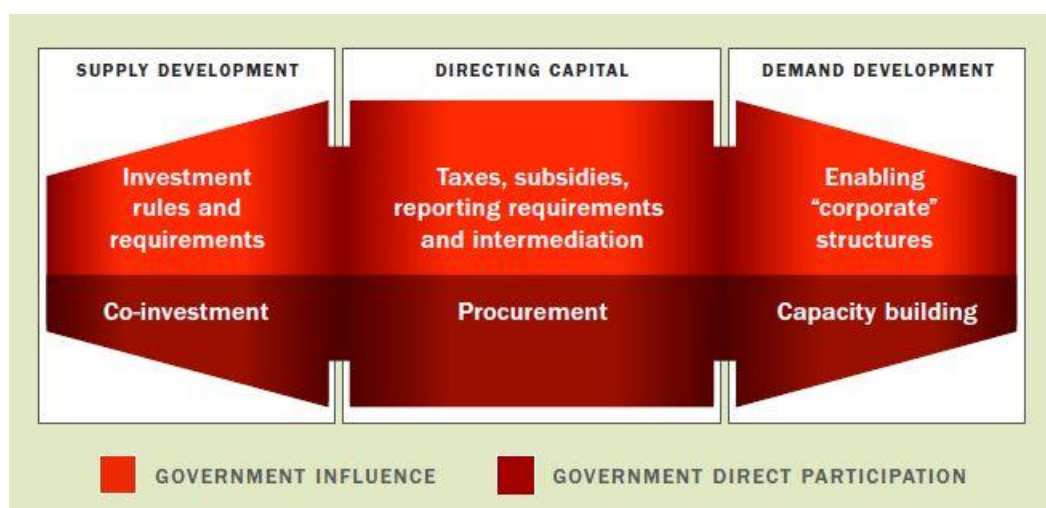 SUPPLY DEVELOPMENT
DIRECTING CAPITAL
DEMAND DEVELOPMENT
Investment
rules and
requirements
Taxes, subsidies,
reporting requirements
and intermediation
Enabling
“corporate”
structures
Co-investment
Procurement
Capacity building
GOVERNMENT INFLUENCE
GOVERNMENT DIRECT PARTICIPATION